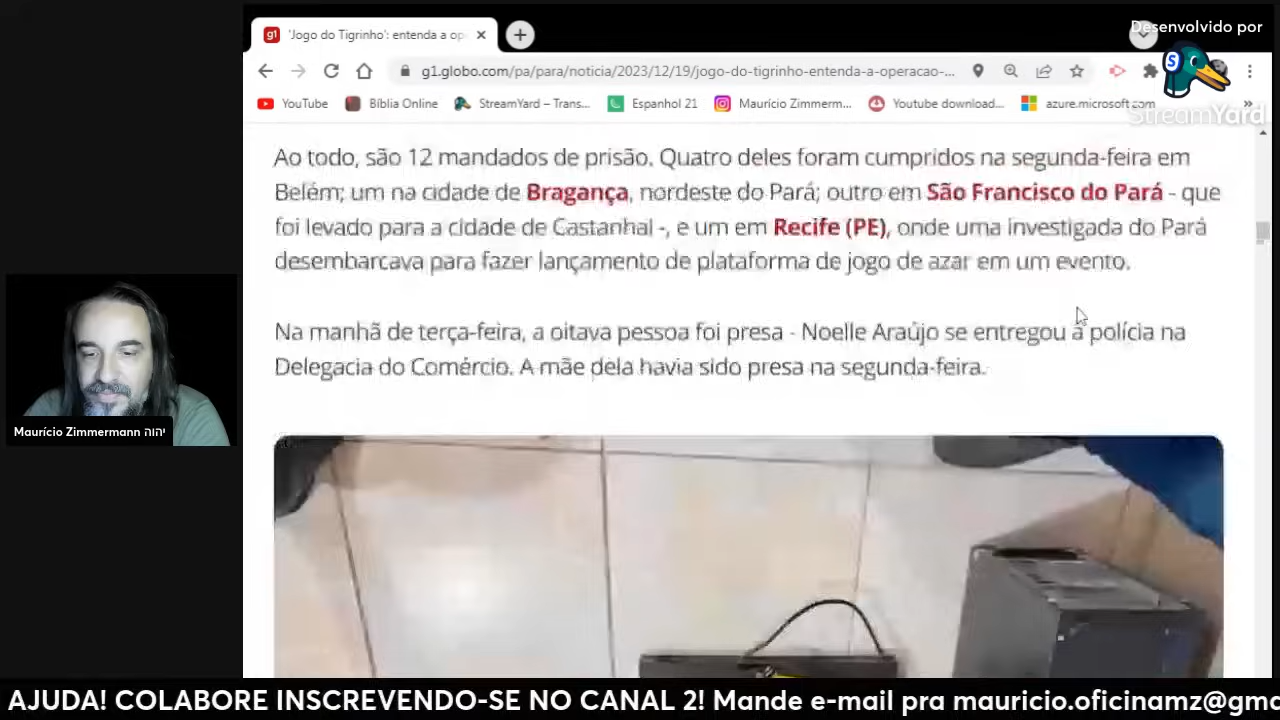 'Jogo do Tigrinho': entenda a op
Desenvolvido por
g1.globo.com/pa/para/noticia/2023/12/19/jogo-do-tigrinho-entenda-a-operacao-...
YouTube
Bíblia Online
StreamYard – Trans...
Espanhol 21
Maurício Zimmerm...
Youtube download...
azure.microsoft.com
StreamYard
Ao todo, são 12 mandados de prisão. Quatro deles foram cumpridos na segunda-feira em
Belém; um na cidade de Bragança, nordeste do Pará; outro em São Francisco do Pará - que
foi levado para a cidade de Castanhal -, e um em Recife (PE), onde uma investigada do Pará
desembarcava para fazer lançamento de plataforma de jogo de azar em um evento.
Na manhã de terça-feira, a oitava pessoa foi presa - Noelle Araújo se entregou à polícia na
Delegacia do Comércio. A mãe dela havia sido presa na segunda-feira.
Maurício Zimmermann יהוה
AJUDA! COLABORE INSCREVENDO-SE NO CANAL 2! Mande e-mail pra mauricio.oficinamz@gma